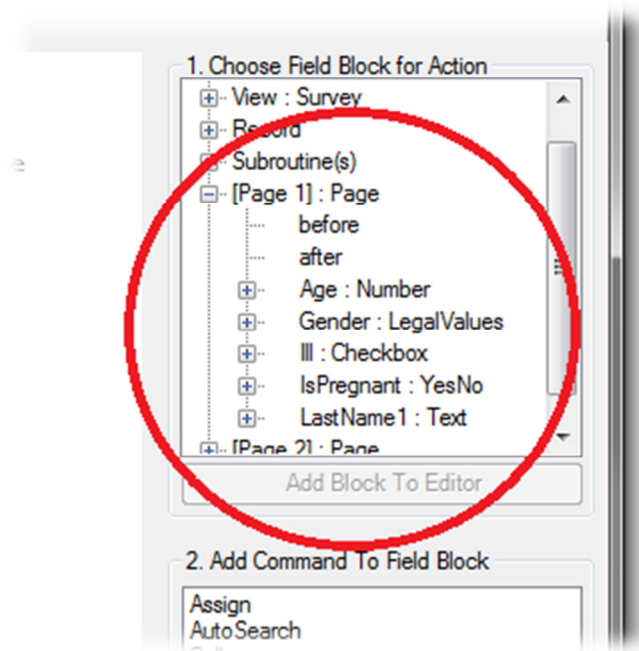 1. Choose Field Block for Action
View : Survey
Record
Subroutine(s)
[Page 1] : Page
before
after
Age : Number
Gender : LegalValues
Ill : Checkbox
IsPregnant : YesNo
LastName1 : Text
[Page 2] : Page
Add Block To Editor
2. Add Command To Field Block
Assign
AutoSearch